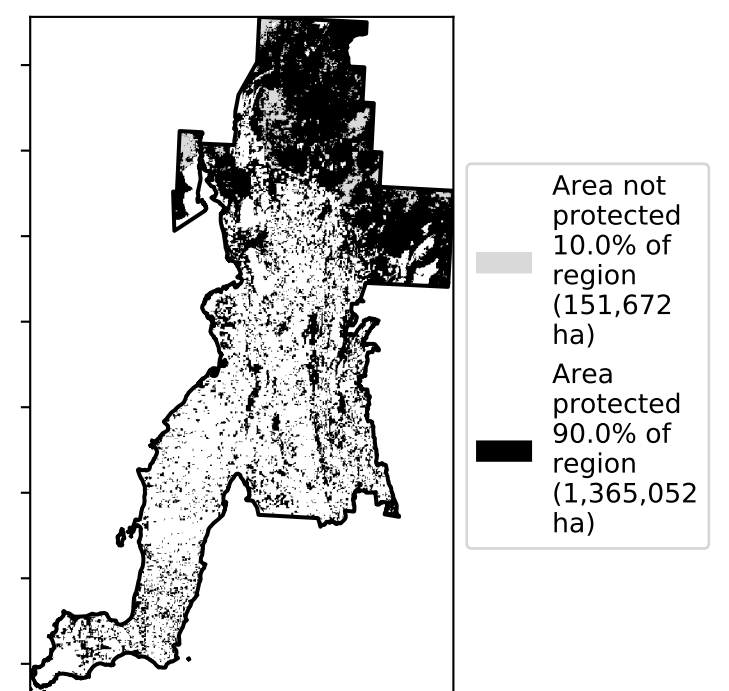 Area not
protected
10.0% of
region
(151,672
ha)
Area
protected
90.0% of
region
(1,365,052
ha)